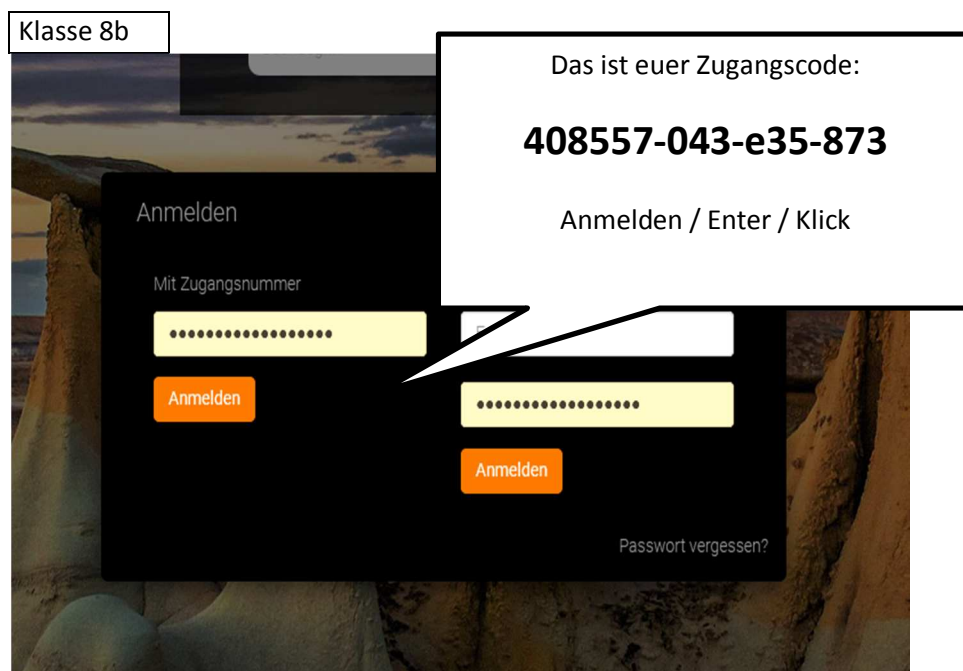 Klasse 8b
Das ist euer Zugangscode:
408557-043-e35-873
Anmelden / Enter / Klick
Anmelden
Mit Zugangsnummer
••••••••••••••••••
Anmelden
••••••••••••••••••
Anmelden
Passwort vergessen?